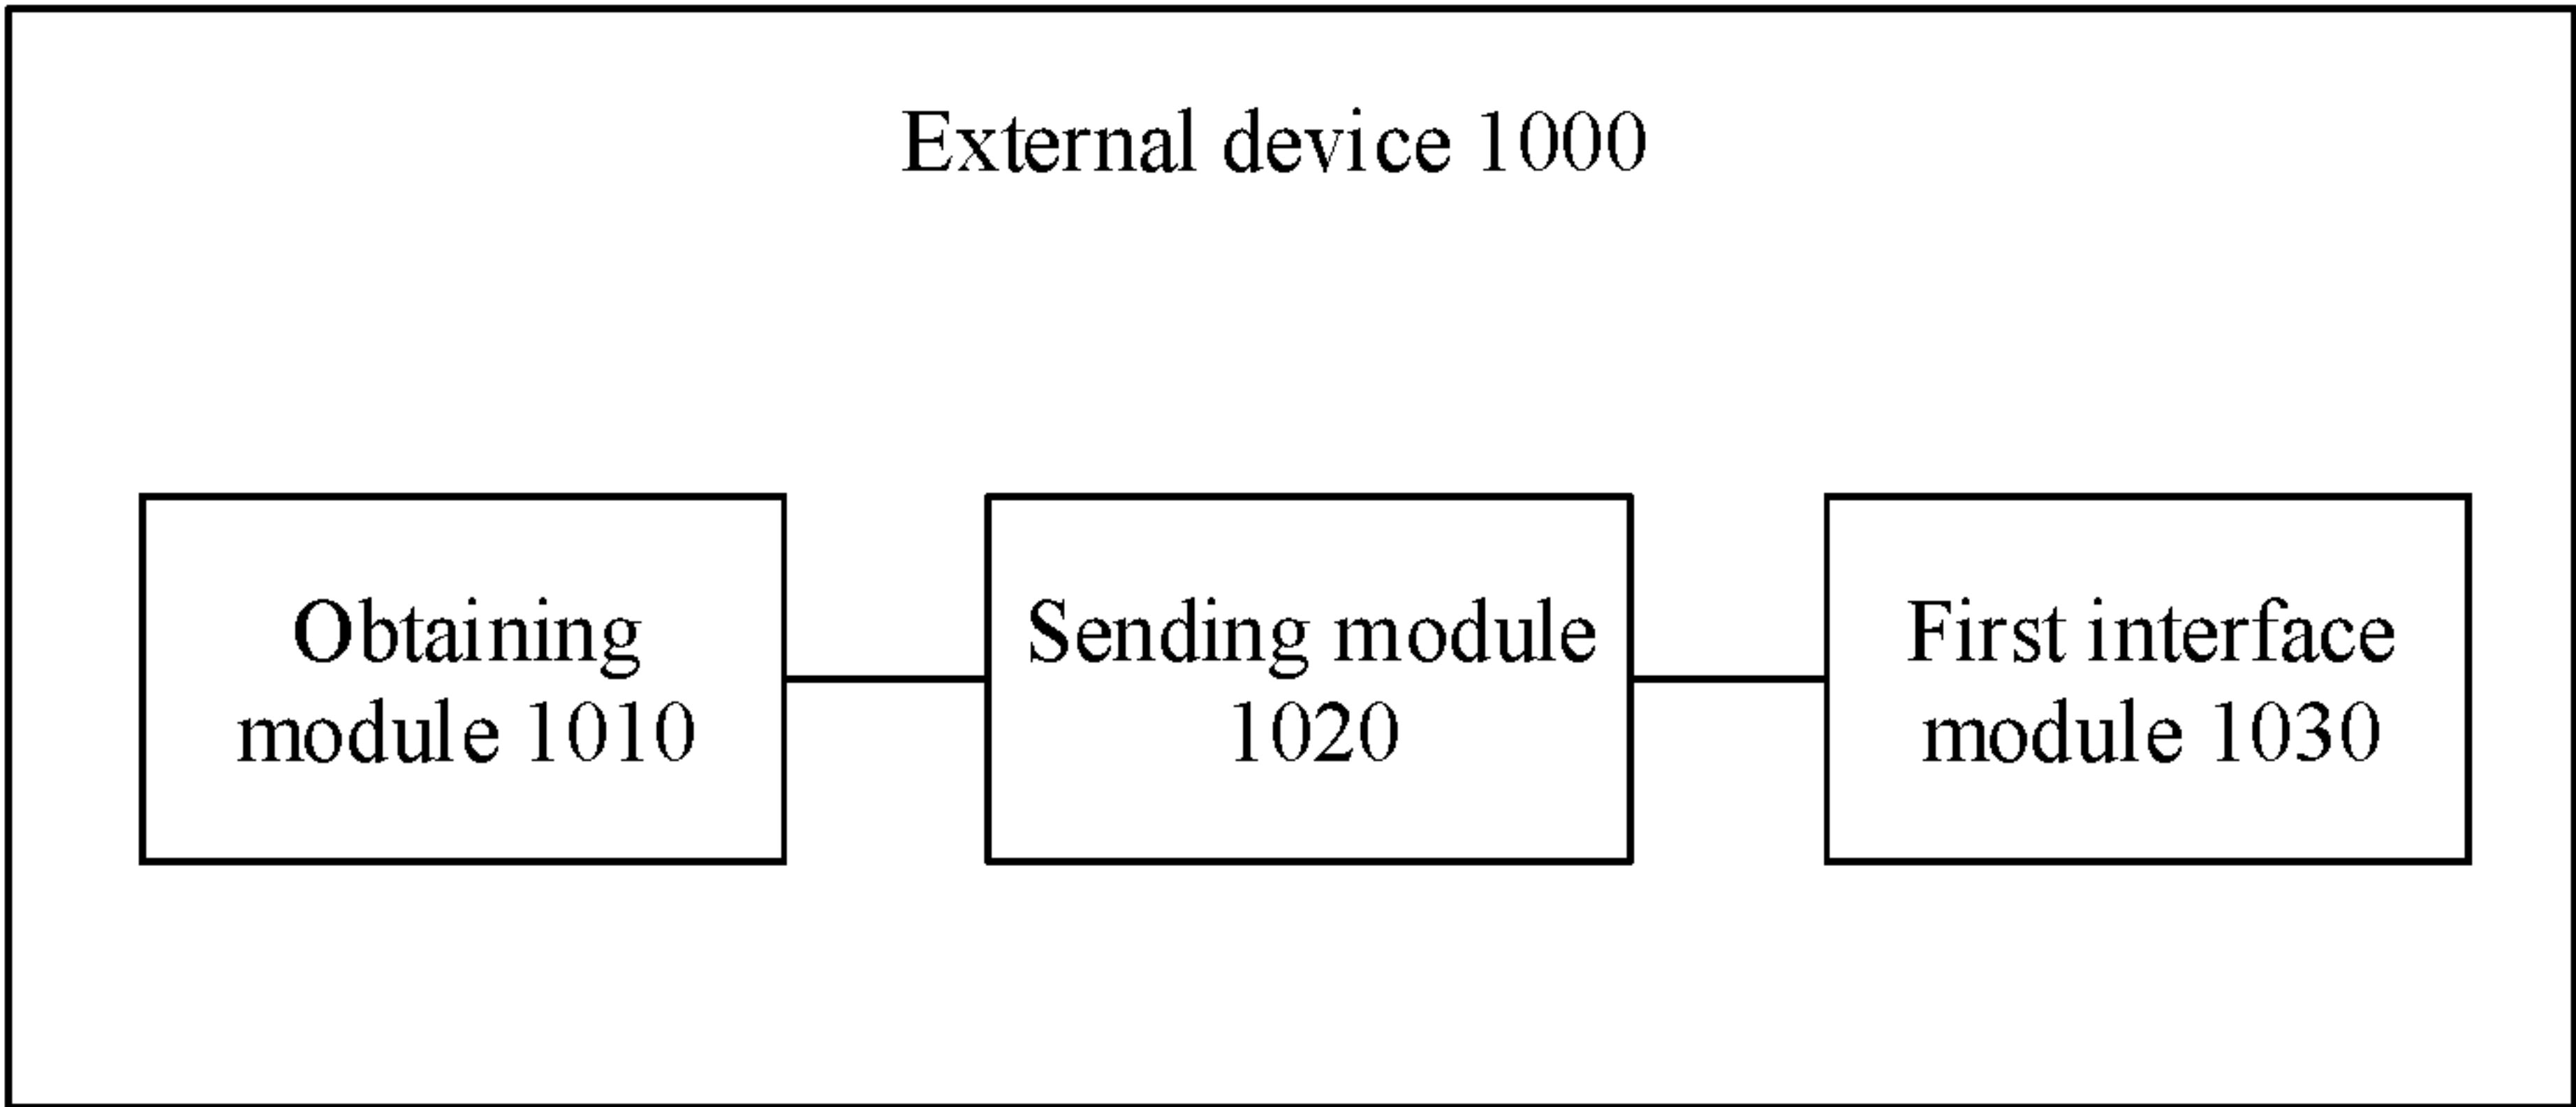 External device 1000
Obtaining
module 1010
Sending module
1020
First interface
module 1030